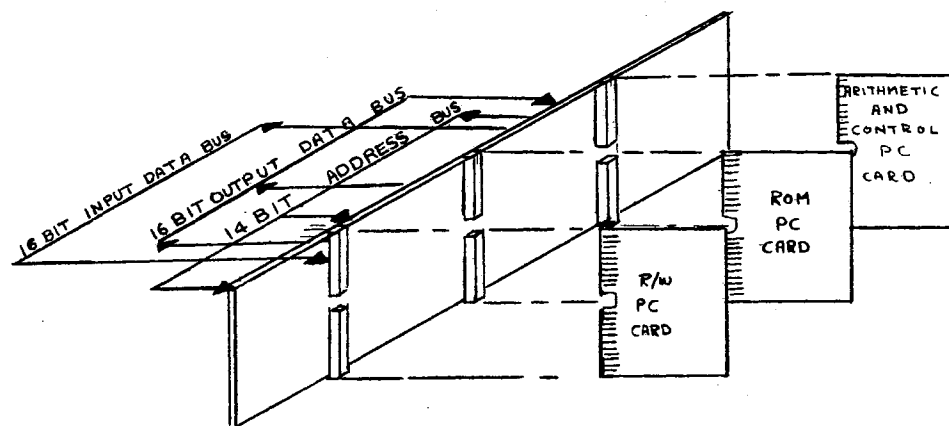 16 BIT INPUT DATA BUS
16 BIT OUTPUT DATA BUS
14 BIT ADDRESS BUS
ARITHMETIC
AND
CONTROL
PC
CARD
ROM
PC
CARD
R/W
PC
CARD